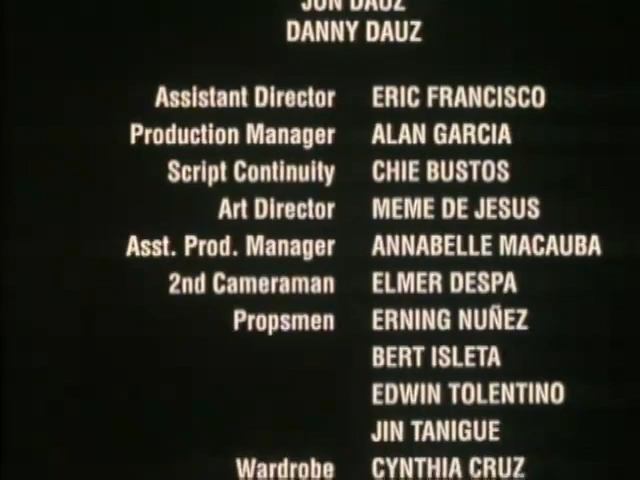 JON DAUZ
DANNY DAUZ
Assistant Director ERIC FRANCISCO
Production Manager ALAN GARCIA
Script Continuity CHIE BUSTOS
Art Director MEME DE JESUS
Asst. Prod. Manager ANNABELLE MACAUBA
2nd Cameraman ELMER DESPA
Propsmen ERNING NUÑEZ
BERT ISLETA
EDWIN TOLENTINO
JIN TANIGUE
Wardrobe CYNTHIA CRUZ